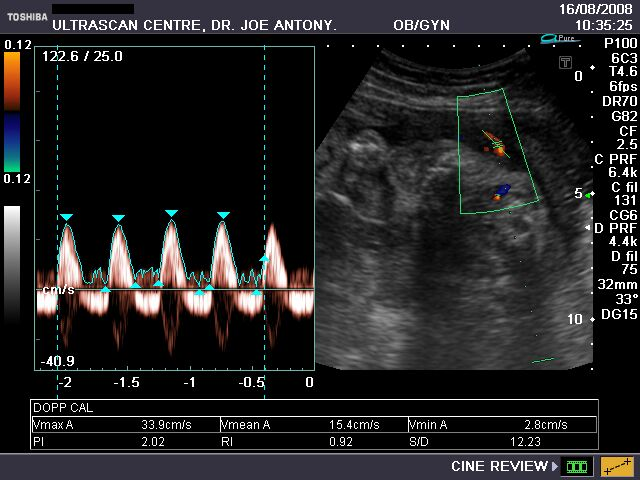 TOSHIBA
16/08/2008
ULTRASCAN CENTRE, DR. JOE ANTONY. OB/GYN
10:35:25
0.12
122.6 / 25.0
Pure
P100
6C3
T
0
T4.6
6fps
DR70
G82
CF
2.5
C PRF
0.12
6.4k
5
C fil
131
CG6
D PRF
4.4k
D fil
75
cm/s
32mm
33°
10
DG15
-40.9
-2 -1.5 -1 -0.5 0
DOPP CAL
Vmax A 33.9cm/s Vmean A 15.4cm/s Vmin A 2.8cm/s
PI 2.02 RI 0.92 S/D 12.23
CINE REVIEW